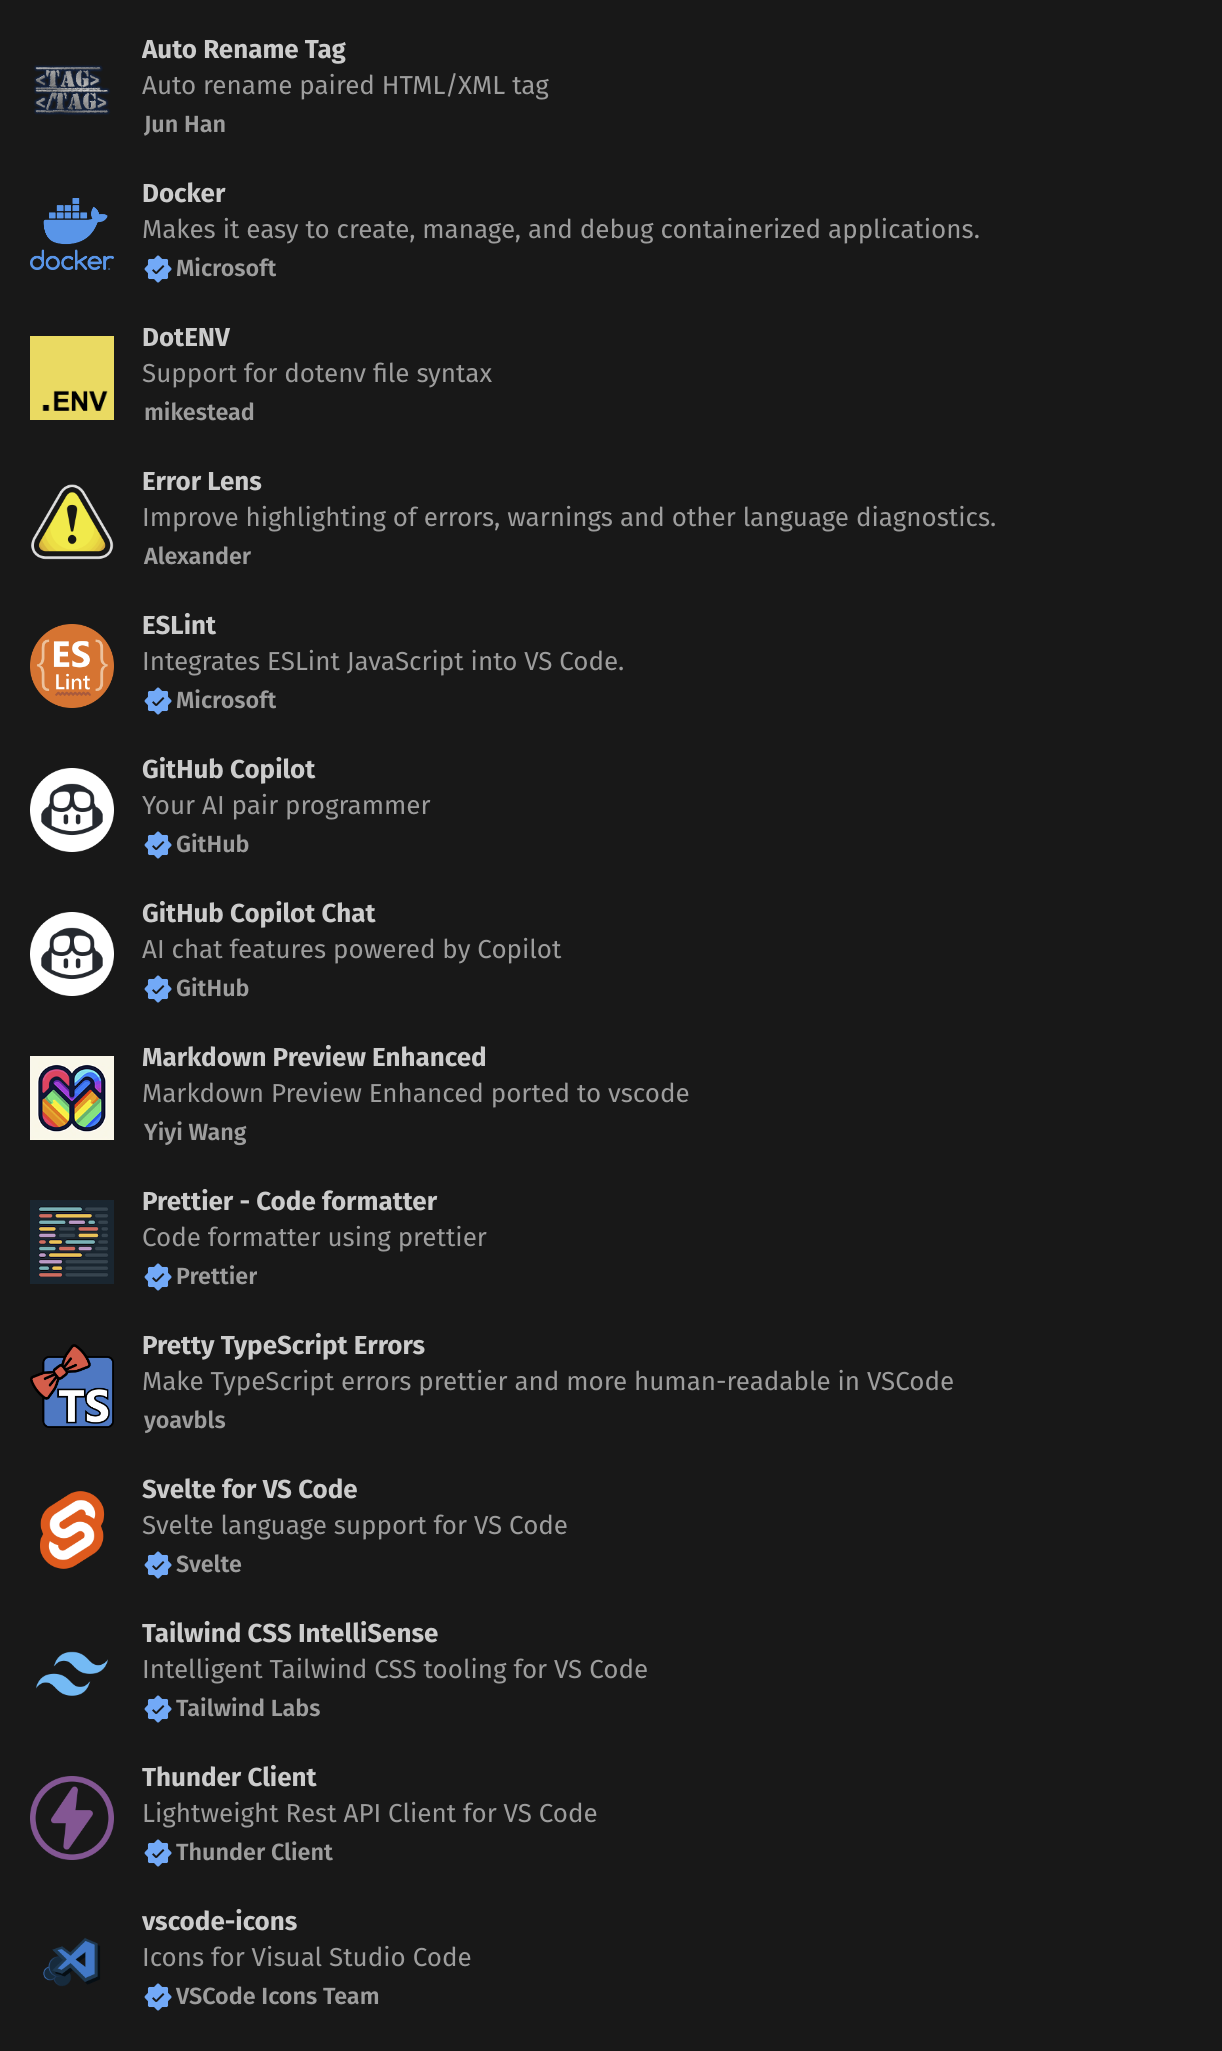 Auto Rename Tag
<TAG>
</TAG>
Auto rename paired HTML/XML tag
Jun Han
Docker
Makes it easy to create, manage, and debug containerized applications.
docker
Microsoft
DotENV
Support for dotenv file syntax
.ENV
mikestead
Error Lens
Improve highlighting of errors, warnings and other language diagnostics.
Alexander
ESLint
{ES}
Lint
Integrates ESLint JavaScript into VS Code.
Microsoft
GitHub Copilot
Your AI pair programmer
GitHub
GitHub Copilot Chat
AI chat features powered by Copilot
GitHub
Markdown Preview Enhanced
Markdown Preview Enhanced ported to vscode
Yiyi Wang
Prettier - Code formatter
Code formatter using prettier
Prettier
Pretty TypeScript Errors
Make TypeScript errors prettier and more human-readable in VSCode
TS
yoavbls
Svelte for VS Code
Svelte language support for VS Code
Svelte
Tailwind CSS IntelliSense
Intelligent Tailwind CSS tooling for VS Code
Tailwind Labs
Thunder Client
Lightweight Rest API Client for VS Code
Thunder Client
vscode-icons
Icons for Visual Studio Code
VSCode Icons Team